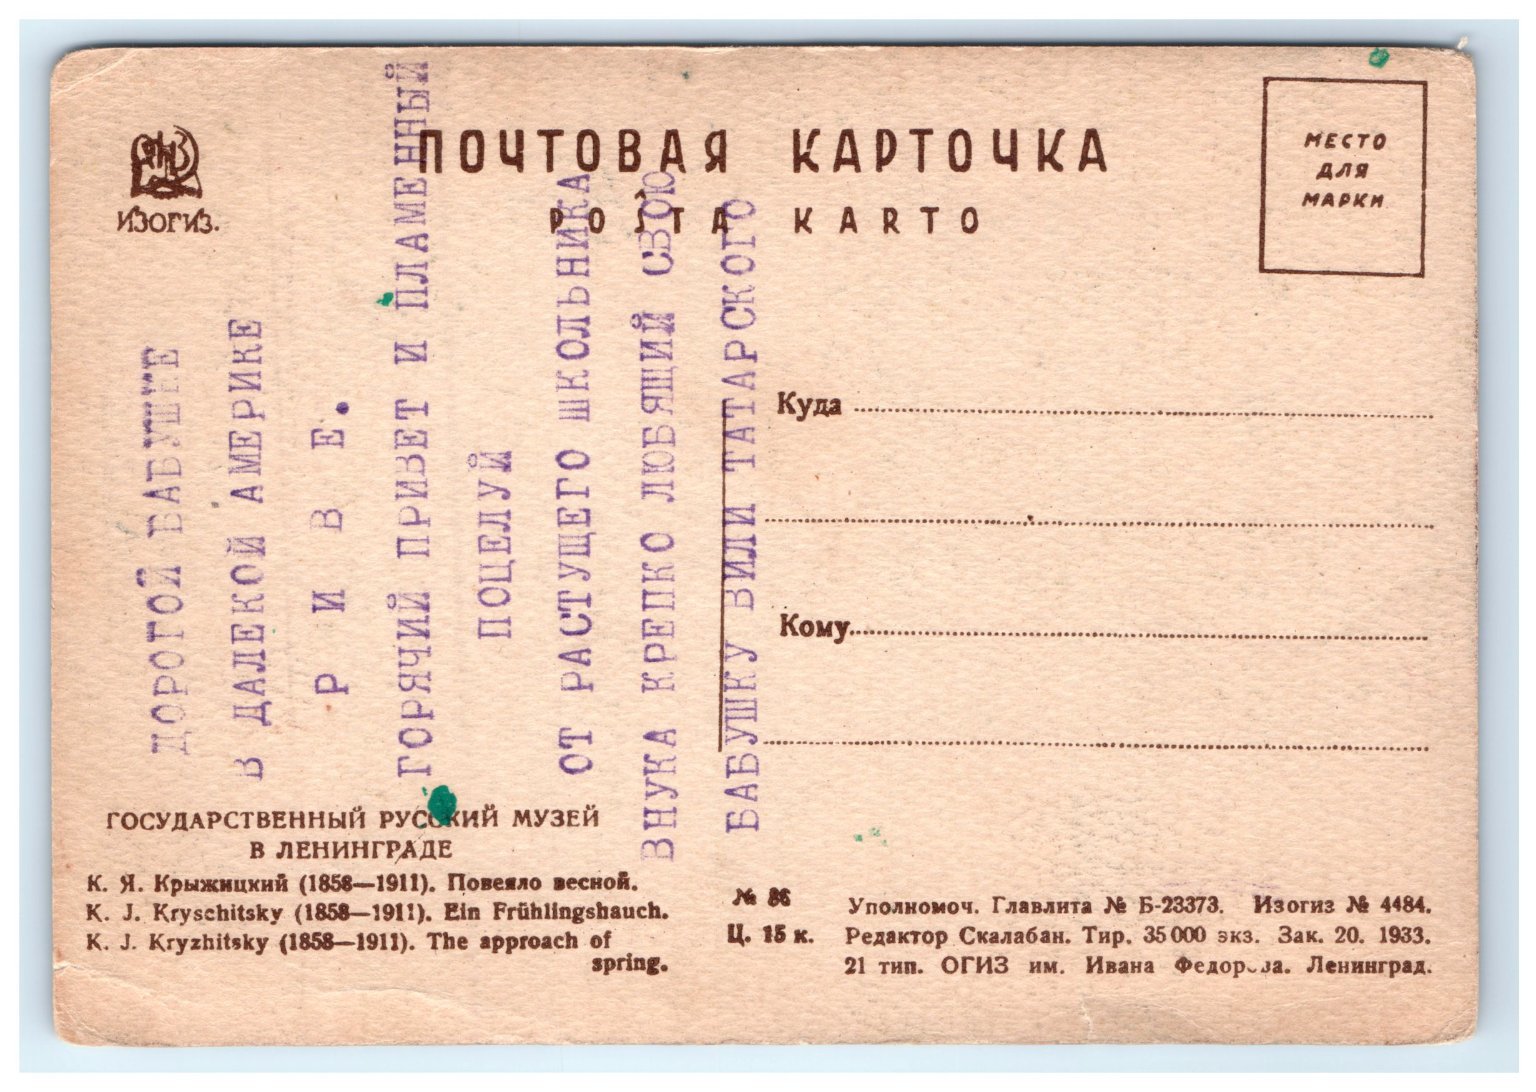 ИЗОГИЗ.
ПОЧТОВАЯ КАРТОЧКА
POŜTA KARTO
МЕСТО
ДЛЯ
МАРКИ
ДОРОГОЙ БАБУШКЕ
В ДАЛЕКОЙ АМЕРИКЕ
Р И В Е.
ГОРЯЧИЙ ПРИВЕТ И ПЛАМЕННЫЙ
ПОЦЕЛУЙ
ОТ РАСТУЩЕГО ШКОЛЬНИКА
ВНУКА КРЕПКО ЛЮБЯЩИЙ СВОЮ
БАБУШКУ ВИЛИ ТАТАРСКОГО
Куда
Кому
ГОСУДАРСТВЕННЫЙ РУССКИЙ МУЗЕЙ
В ЛЕНИНГРАДЕ
К. Я. Крыжицкий (1858—1911). Повеяло весной.
K. J. Kryschitsky (1858—1911). Ein Frühlingshauch.
K. J. Kryzhitsky (1858—1911). The approach of
spring.
№ 86
Ц. 15 к.
Уполномоч. Главлита № Б-23373. Изогиз № 4484.
Редактор Скалабан. Тир. 35 000 экз. Зак. 20. 1933.
21 тип. ОГИЗ им. Ивана Федорова. Ленинград.